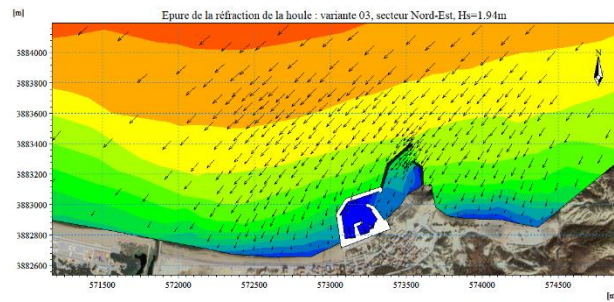 Epure de la réfraction de la houle : variante 03, secteur Nord-Est, Hs=1.94m
[m]
3884000
3883800
3883600
3883400
3883200
3883000
3882800
3882600
N
571500 572000 572500 573000 573500 574000 574500
[m]